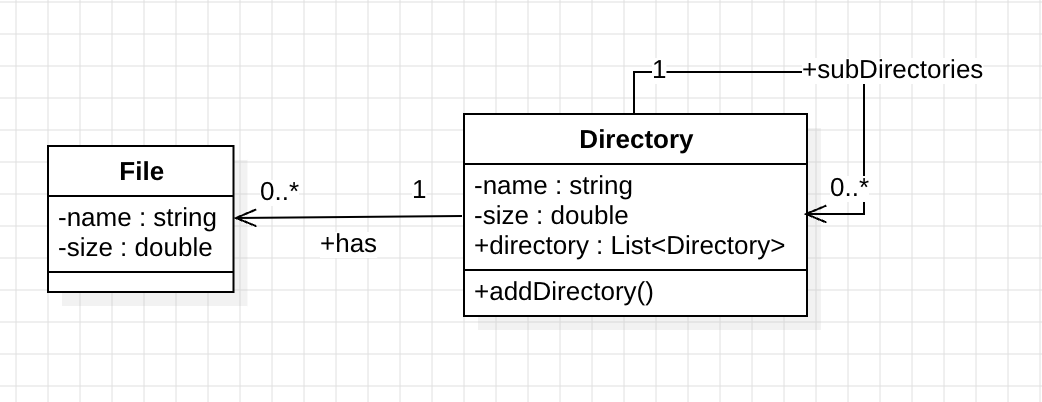 1
+subDirectories
Directory
File
-name : string
-size : double
+directory : List<Directory>
+addDirectory()
0..*
0..*
1
+has
-name : string
-size : double